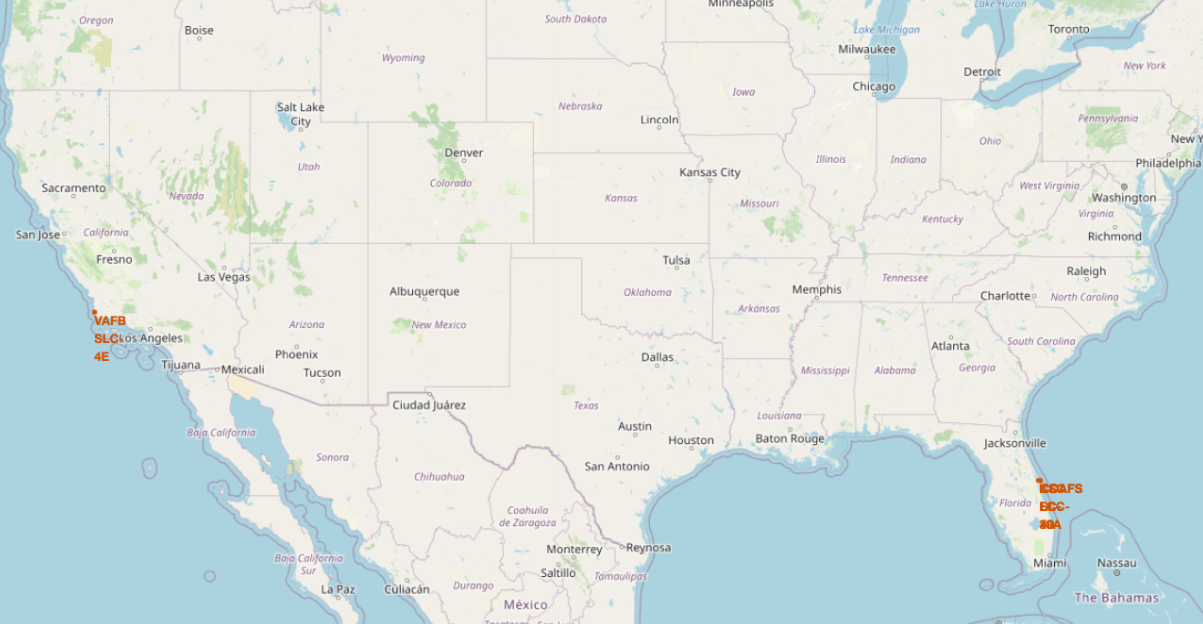 Minneapolis
Lake Huron
Oregon
Boise
South Dakota
Toronto
Lake Michigan
Milwaukee
Wyoming
Detroit
New York
Chicago
Iowa
Salt Lake
City
Nebraska
Lincoln
Pennsylvania
New Y
Ohio
Denver
Illinois
Indiana
Philadelphia
Utah
Kansas City
Colorado
Sacramento
Nevada
Kansas
Missouri
West Virginia
Washington
Virginia
Kentucky
San Jose
California
Richmond
Fresno
Tulsa
Raleigh
Las Vegas
Tennessee
Albuquerque
Oklahoma
Memphis
Charlotte
North Carolina
Arkansas
VAFB
SLC-
4E
Los Angeles
Arizona
New Mexico
South Carolina
Atlanta
Phoenix
Dallas
Tijuana
Mexicali
Tucson
Mississippi
Alabama
Georgia
Ciudad Juárez
Texas
Louisiana
Austin
Baja California
Houston
Baton Rouge
Jacksonville
Sonora
San Antonio
Chihuahua
Florida
Coahuila
de Zaragoza
Monterrey
Reynosa
Baja California
Sur
Saltillo
Miami
Nassau
Tamaulipas
La Paz
Culiacán
Durango
The Bahamas
México